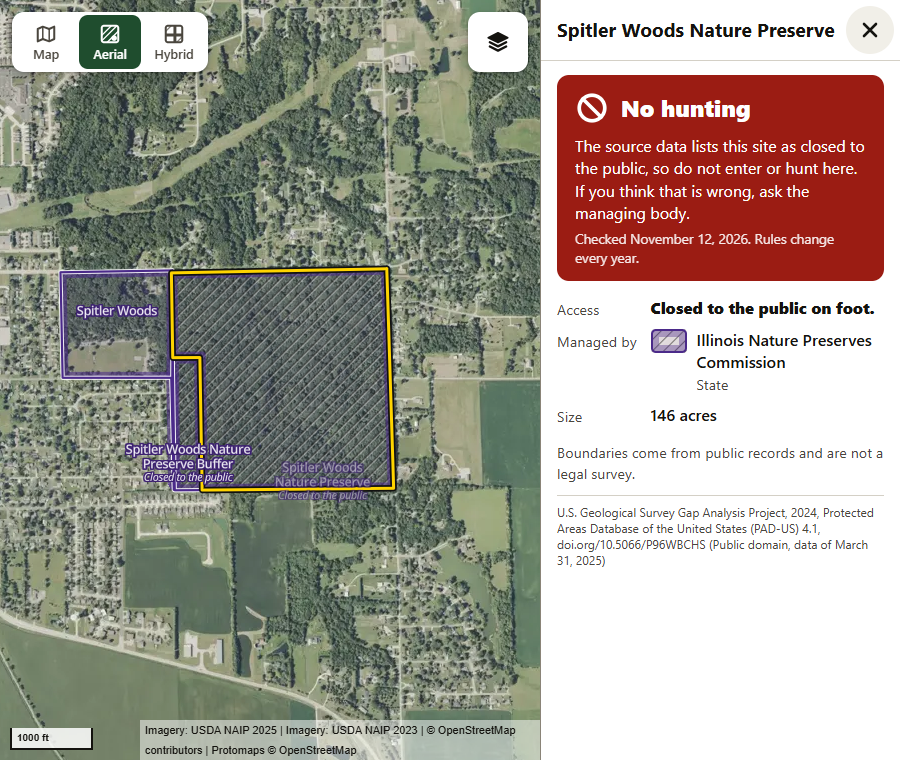 Map
Aerial
Hybrid
Spitler Woods
Spitler Woods Nature
Preserve Buffer
Closed to the public
Spitler Woods
Nature Preserve
Closed to the public
1000 ft
Imagery: USDA NAIP 2025 | Imagery: USDA NAIP 2023 | © OpenStreetMap
contributors | Protomaps © OpenStreetMap
Spitler Woods Nature Preserve
No hunting
The source data lists this site as closed to
the public, so do not enter or hunt here.
If you think that is wrong, ask the
managing body.
Checked November 12, 2026. Rules change
every year.
Access
Closed to the public on foot.
Managed by
Illinois Nature Preserves
Commission
State
Size
146 acres
Boundaries come from public records and are not a
legal survey.
U.S. Geological Survey Gap Analysis Project, 2024, Protected
Areas Database of the United States (PAD-US) 4.1,
doi.org/10.5066/P96WBCHS (Public domain, data of March
31, 2025)